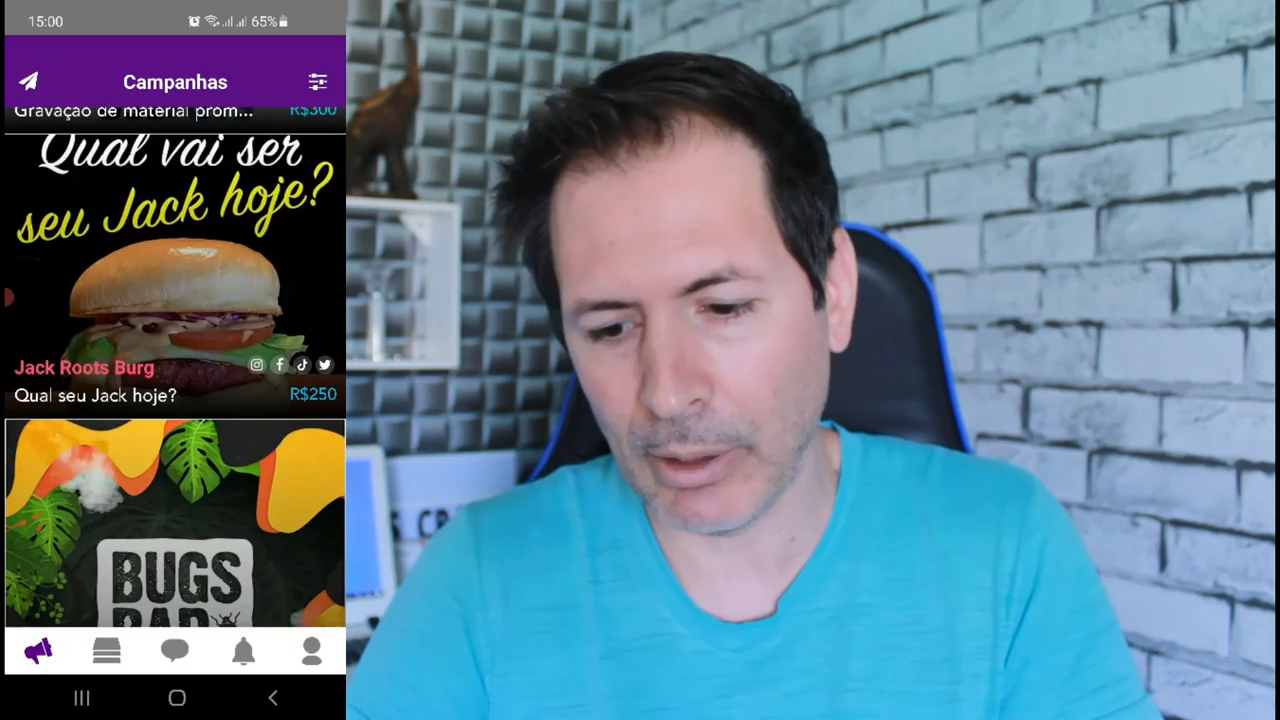 15:00
65%
Campanhas
Gravação de material prom...
R$300
Qual vai ser
seu Jack hoje?
Jack Roots Burg
Qual seu Jack hoje?
R$250
BUGS
BAR